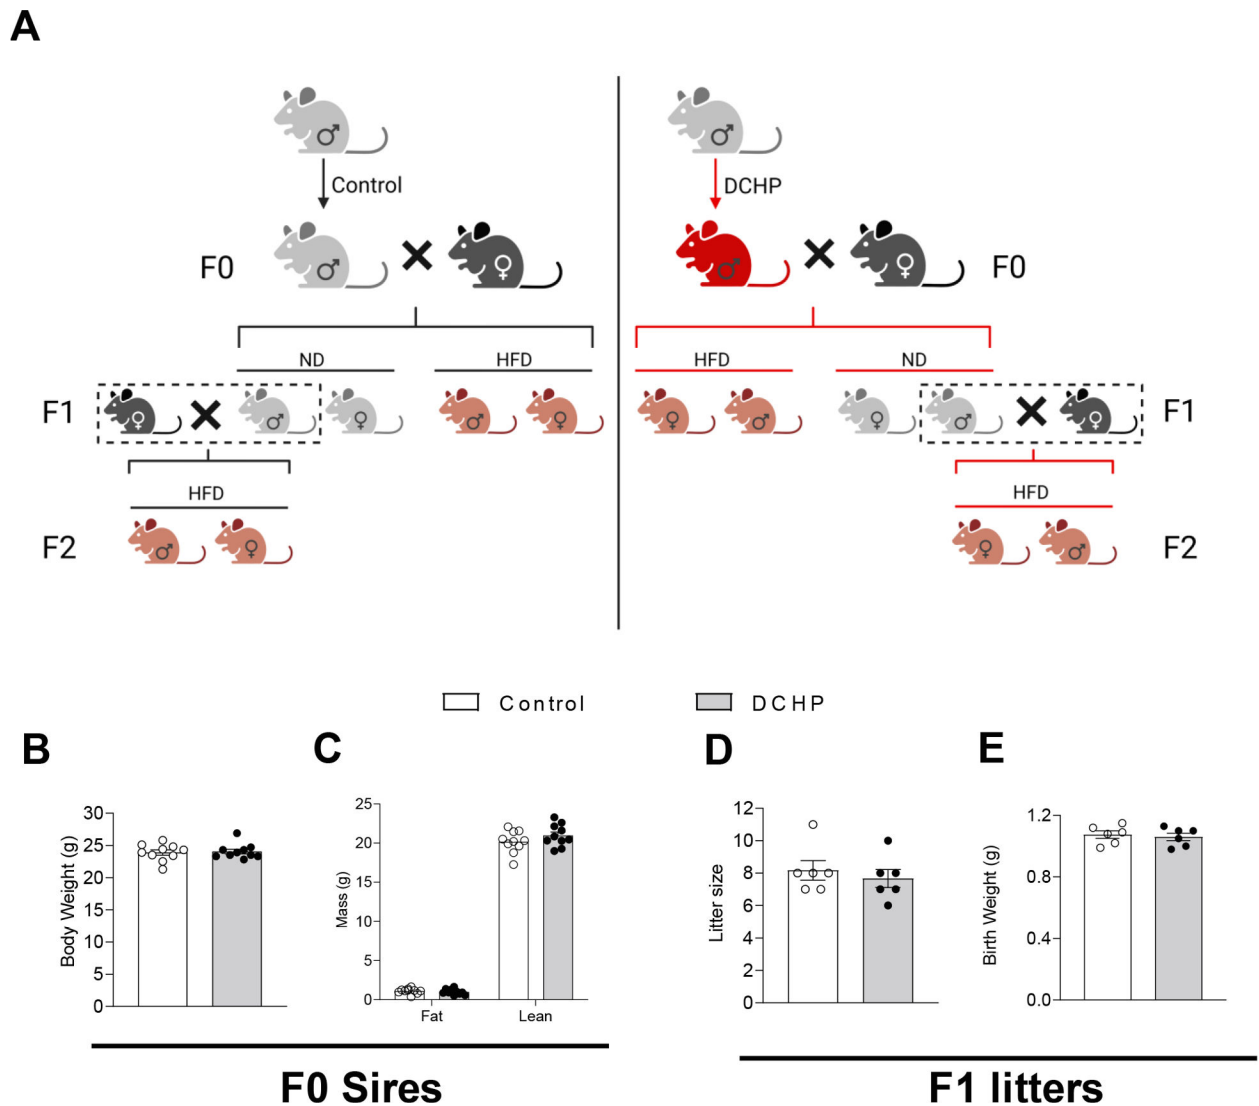 A
♂ ♂
Control DCHP
F0 ♂ × ♀ ♂ × ♀ F0
ND HFD HFD ND
F1 ♀ × ♂ ♀ ♂ ♀ ♀ ♂ ♀ ♂ × ♀ F1
HFD HFD
F2 ♂ ♀ ♀ ♂ F2
Control DCHP
B
Body Weight (g)
30
25
20
15
10
5
0
C
Mass (g)
25
20
15
10
5
0
Fat Lean
D
Litter size
12
10
8
6
4
2
0
E
Birth Weight (g)
1.2
0.8
0.4
0.0
F0 Sires
F1 litters